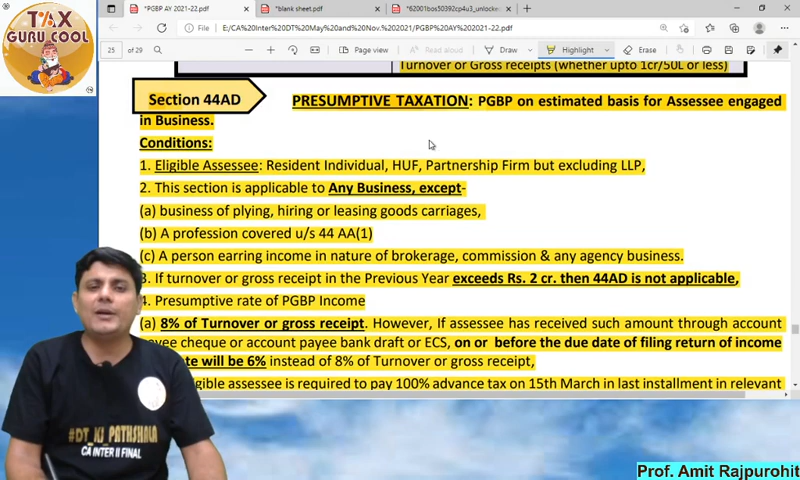 TAX
GURU COOL
*PGBP AY 2021-22.pdf
*blank sheet.pdf
*62001bos50392cp4u3_unlocke
E:/CA%20Inter%20DT%20May%20and%20Nov.%202021/PGBP%20AY%202021-22.pdf
25 of 29
Page view
Read aloud
Draw
Highlight
Erase
Turnover or Gross receipts (whether upto 1cr/50L or less)
Section 44AD
PRESUMPTIVE TAXATION: PGBP on estimated basis for Assessee engaged
in Business.
Conditions:
1. Eligible Assessee: Resident Individual, HUF, Partnership Firm but excluding LLP,
2. This section is applicable to Any Business, except-
(a) business of plying, hiring or leasing goods carriages,
(b) A profession covered u/s 44 AA(1)
(c) A person earring income in nature of brokerage, commission & any agency business.
3. If turnover or gross receipt in the Previous Year exceeds Rs. 2 cr. then 44AD is not applicable,
4. Presumptive rate of PGBP Income
(a) 8% of Turnover or gross receipt. However, If assessee has received such amount through account
payee cheque or account payee bank draft or ECS, on or before the due date of filing return of income
will be 6% instead of 8% of Turnover or gross receipt,
assessee is required to pay 100% advance tax on 15th March in last installment in relevant
#DT_KI_PATHSHALA
CA INTER II FINAL
Prof. Amit Rajpurohit